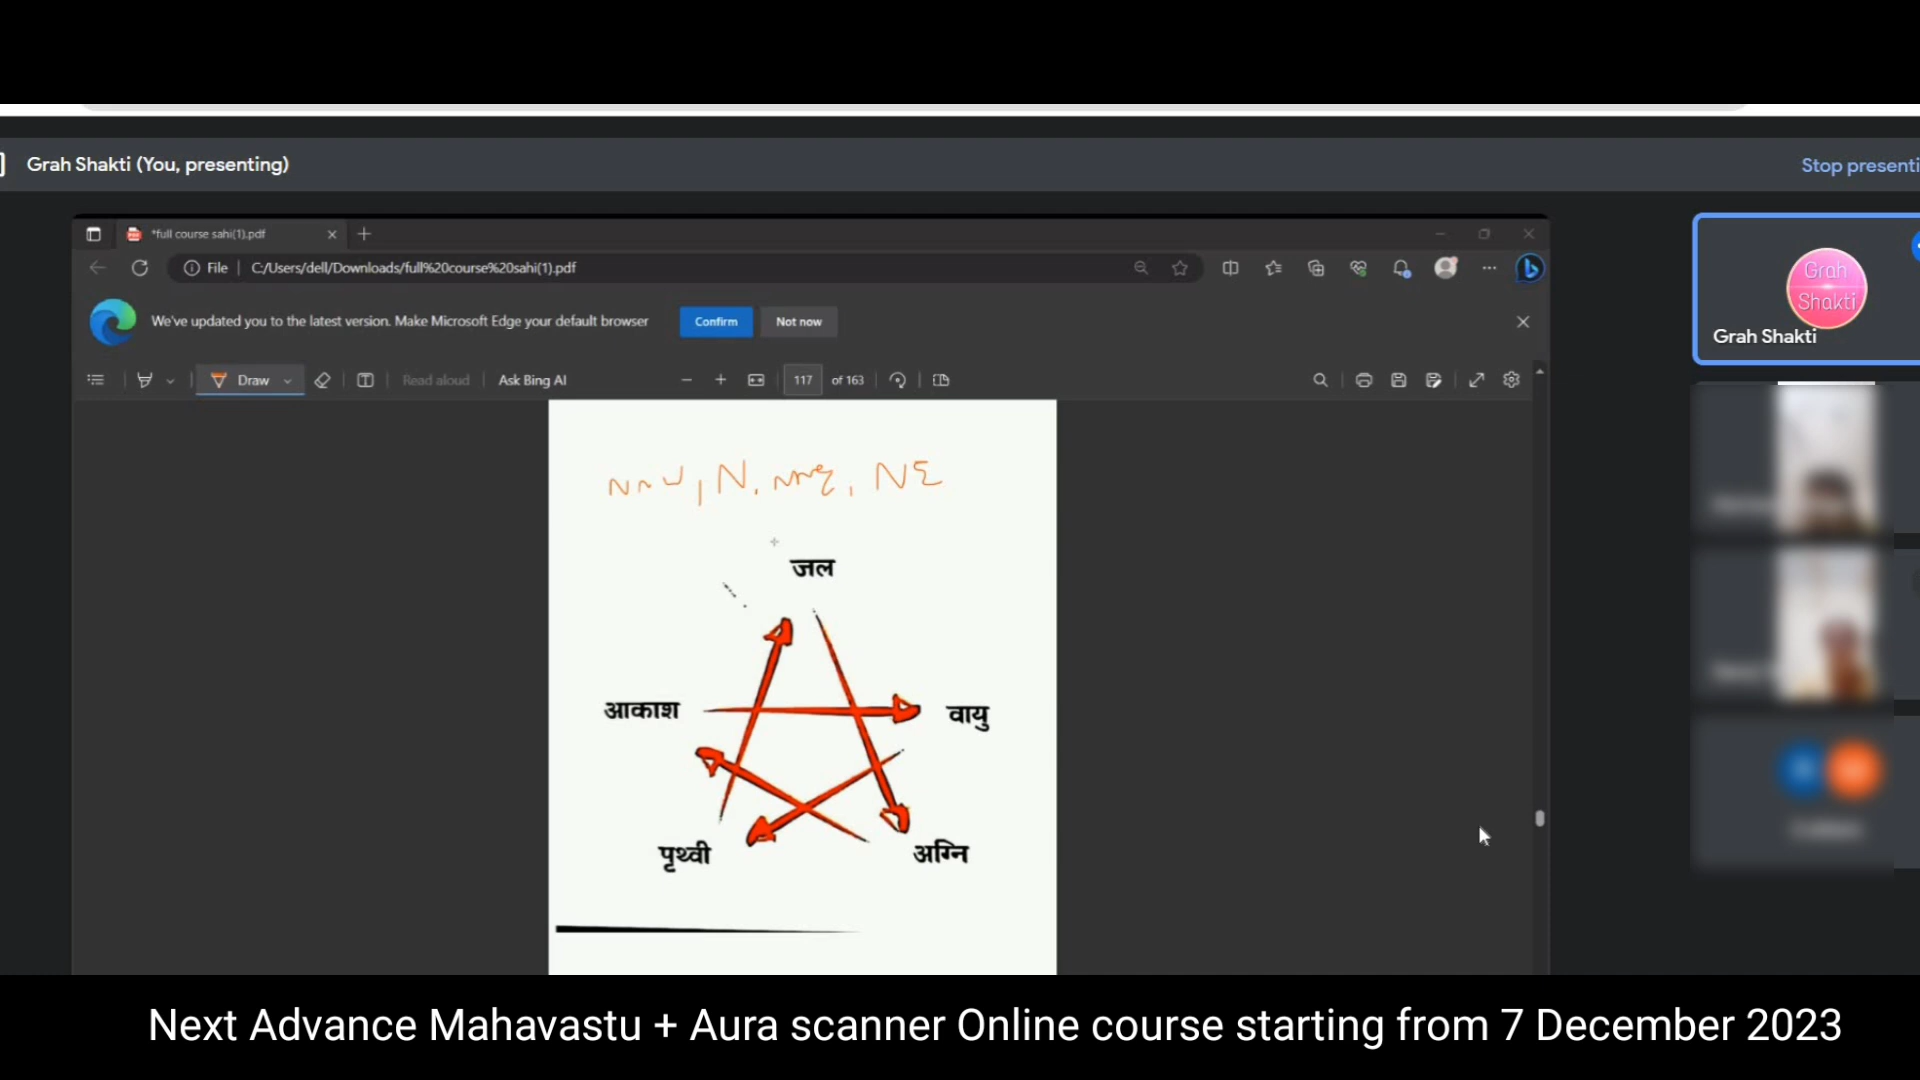 Grah Shakti (You, presenting)
Stop presenti
*full course sahi(1).pdf
File | C:/Users/dell/Downloads/full%20course%20sahi(1).pdf
We've updated you to the latest version. Make Microsoft Edge your default browser Confirm Not now
Draw Read aloud Ask Bing AI 117 of 163
Grah Shakti
Grah Shakti
NNW, N, NNE, NE
जल
आकाश वायु
पृथ्वी अग्नि
Next Advance Mahavastu + Aura scanner Online course starting from 7 December 2023